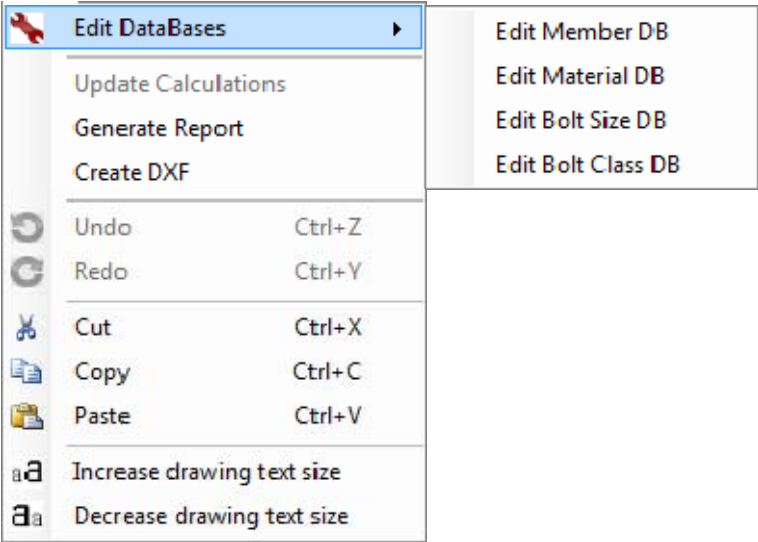 Edit DataBases
Edit Member DB
Edit Material DB
Edit Bolt Size DB
Edit Bolt Class DB
Update Calculations
Generate Report
Create DXF
Undo Ctrl+Z
Redo Ctrl+Y
Cut Ctrl+X
Copy Ctrl+C
Paste Ctrl+V
aa Increase drawing text size
aa Decrease drawing text size